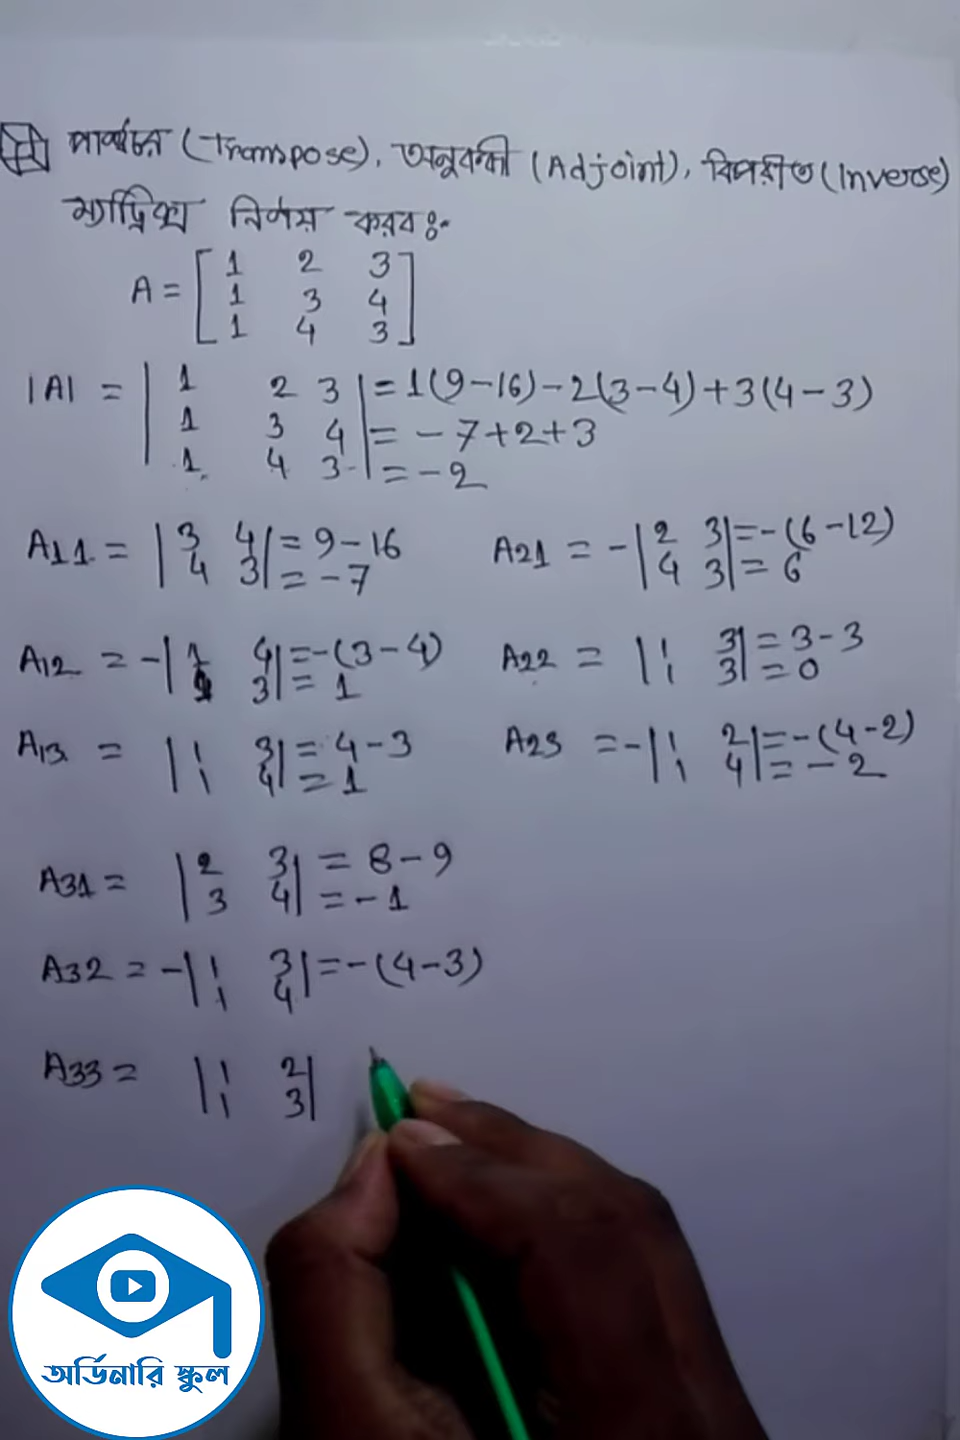 পার্শ্বচর (Transpose), অনুবন্ধী (Adjoint), বিপরীত (Inverse)
ম্যাট্রিক্স নির্ণয় করব ঃ-
A = [ 1 2 3
1 3 4
1 4 3 ]
|A| = | 1 2 3 | = 1(9-16) - 2(3-4) + 3(4-3)
| 1 3 4 | = -7+2+3
| 1 4 3 | = -2
A11 = | 3 4 | = 9-16
| 4 3 | = -7
A12 = - | 1 4 | = -(3-4)
| 1 3 | = 1
A13 = | 1 3 | = 4-3
| 1 4 | = 1
A21 = - | 2 3 | = -(6-12)
| 4 3 | = 6
A22 = | 1 3 | = 3-3
| 1 3 | = 0
A23 = - | 1 2 | = -(4-2)
| 1 4 | = -2
A31 = | 2 3 | = 8-9
| 3 4 | = -1
A32 = - | 1 3 | = -(4-3)
| 1 4 |
A33 = | 1 2 |
| 1 3 |
অর্ডিনারি স্কুল